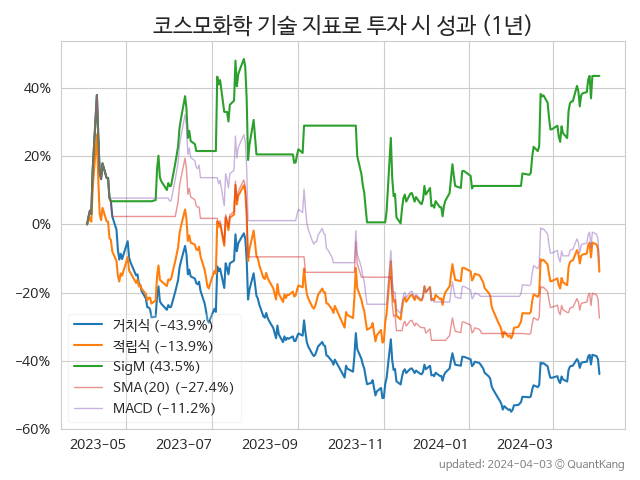 코스모화학 기술 지표로 투자 시 성과 (1년)
40%
20%
0%
−20%
−40%
−60%
거치식 (−43.9%)
적립식 (−13.9%)
SigM (43.5%)
SMA(20) (−27.4%)
MACD (−11.2%)
2023-05 2023-07 2023-09 2023-11 2024-01 2024-03
updated: 2024-04-03 © QuantKang